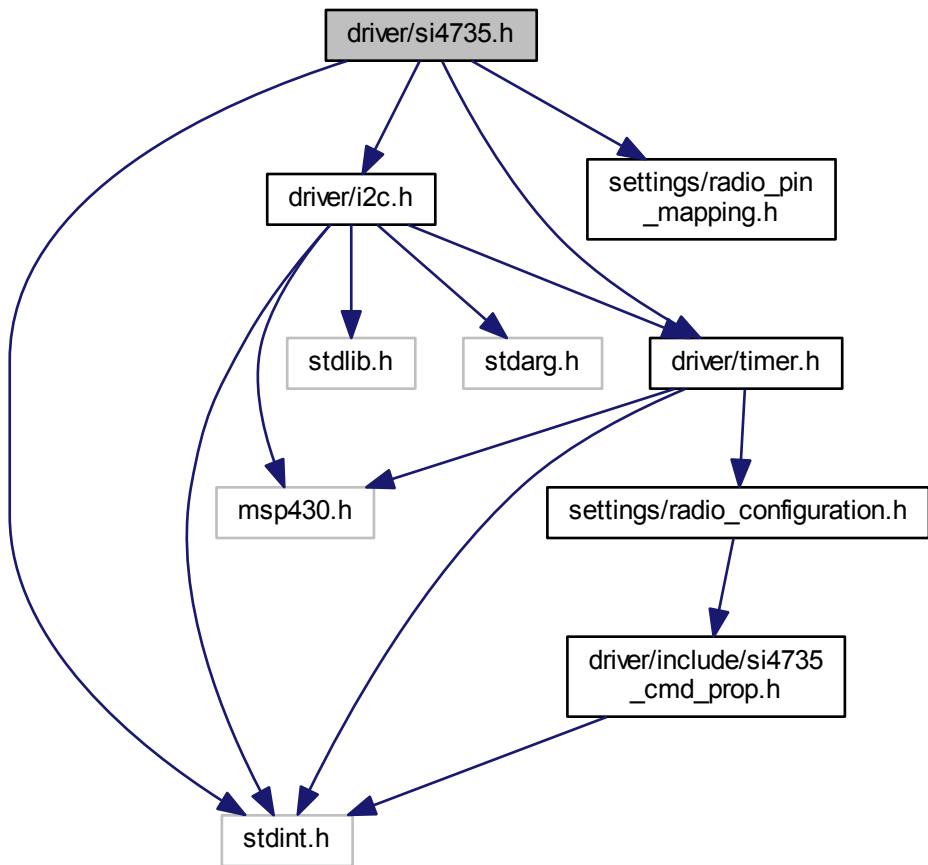 driver/si4735.h
settings/radio_pin
_mapping.h
driver/i2c.h
stdlib.h
stdarg.h
driver/timer.h
msp430.h
settings/radio_configuration.h
driver/include/si4735
_cmd_prop.h
stdint.h